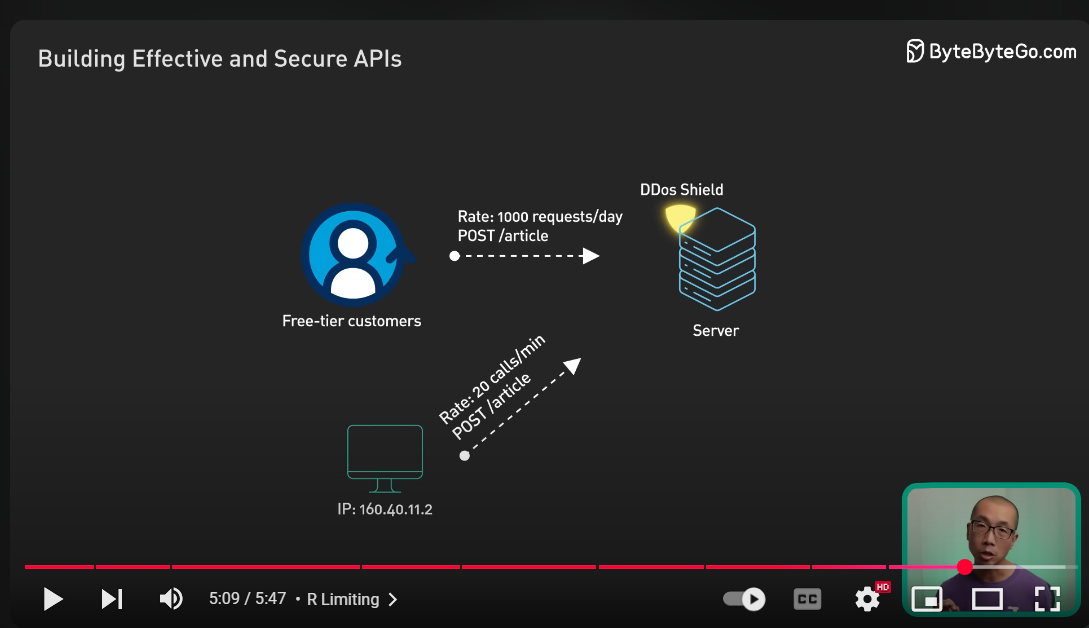 Building Effective and Secure APIs
ByteByteGo.com
DDos Shield
Rate: 1000 requests/day
POST /article
Free-tier customers
Server
Rate: 20 calls/min
POST /article
IP: 160.40.11.2
5:09 / 5:47 • R Limiting
CC
HD